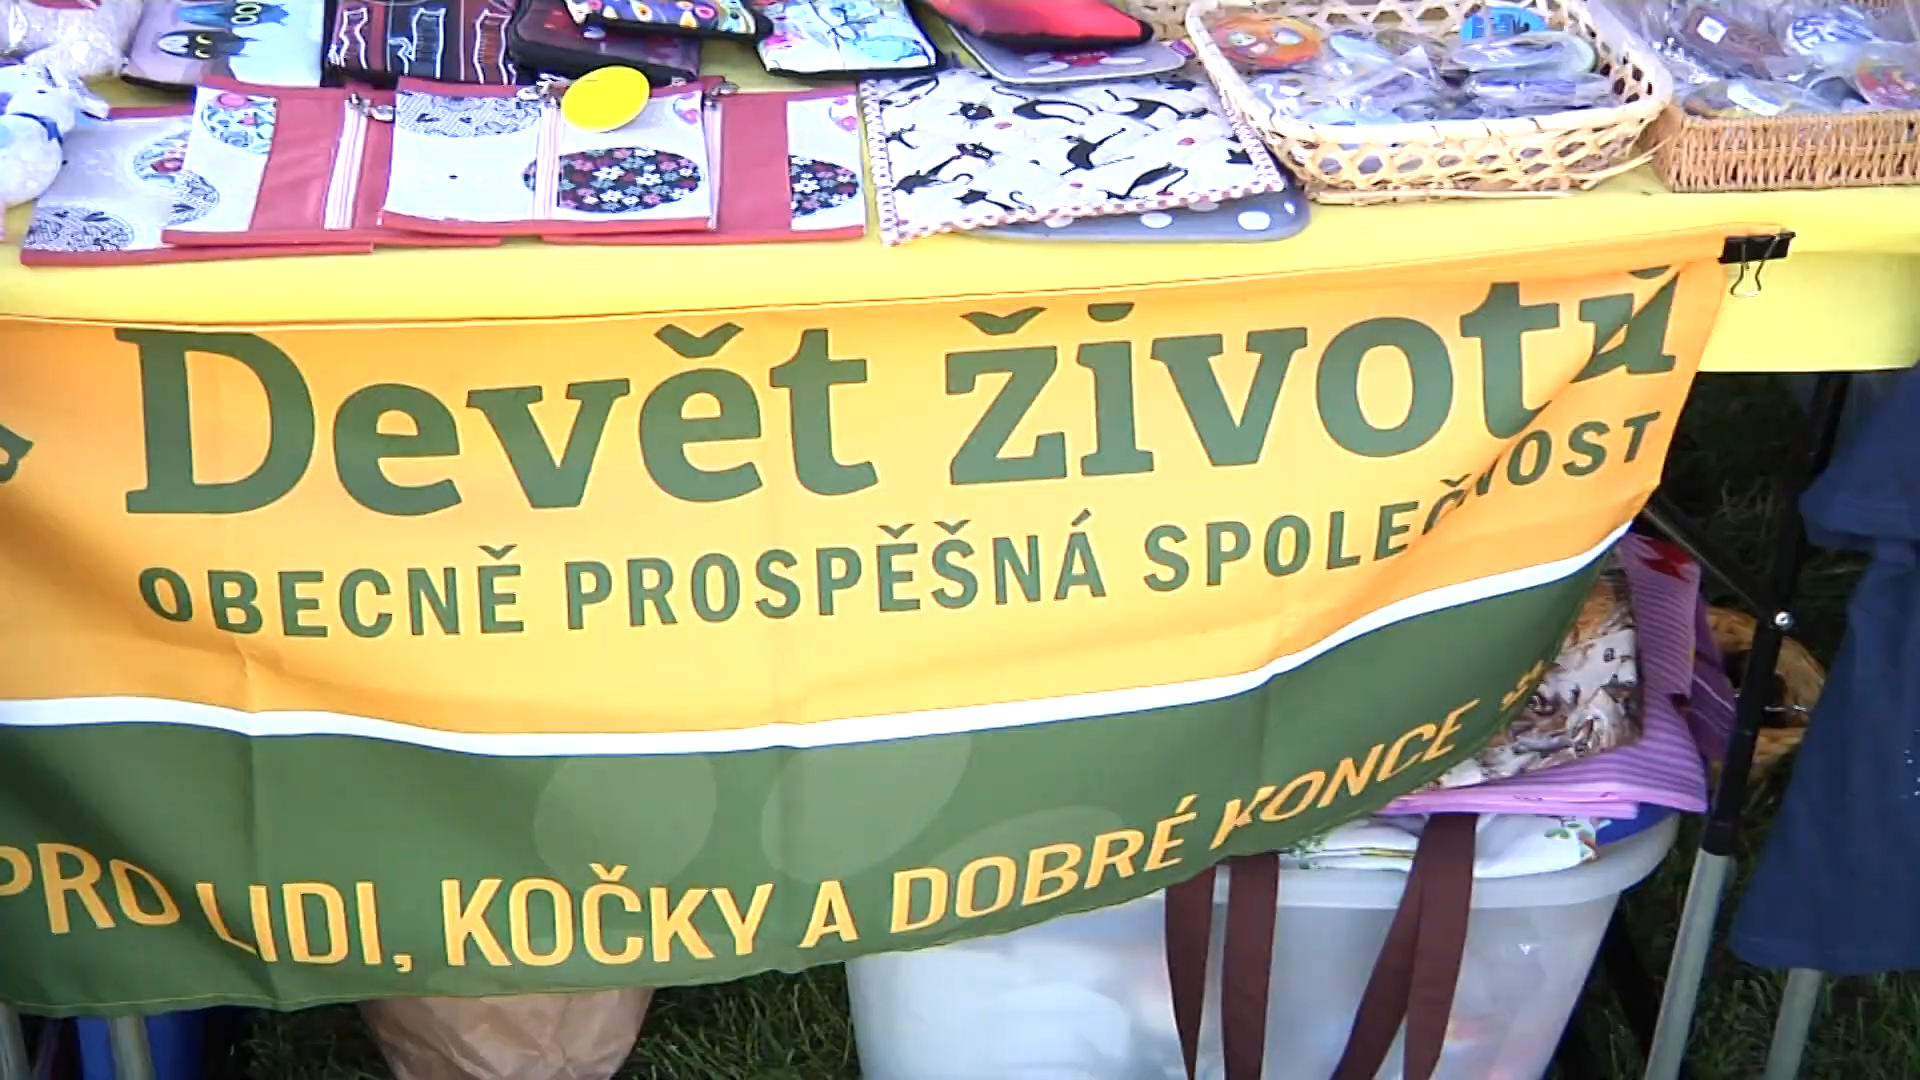 Devět životů
OBECNĚ PROSPĚŠNÁ SPOLEČNOST
PRO LIDI, KOČKY A DOBRÉ KONCE